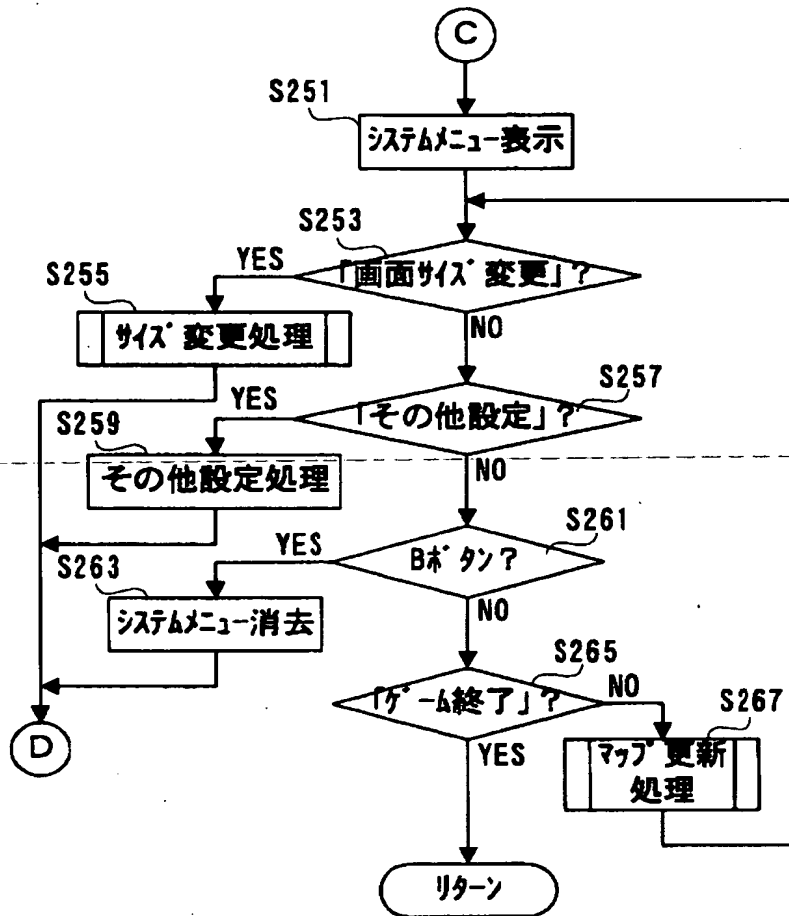 C
S251
システムメニュー表示
S253
「画面サイズ変更」?
YES
NO
S255
サイズ変更処理
S257
「その他設定」?
YES
NO
S259
その他設定処理
S261
Bボタン?
YES
NO
S263
システムメニュー消去
S265
「ゲーム終了」?
NO
YES
S267
マップ更新
処理
D
リターン